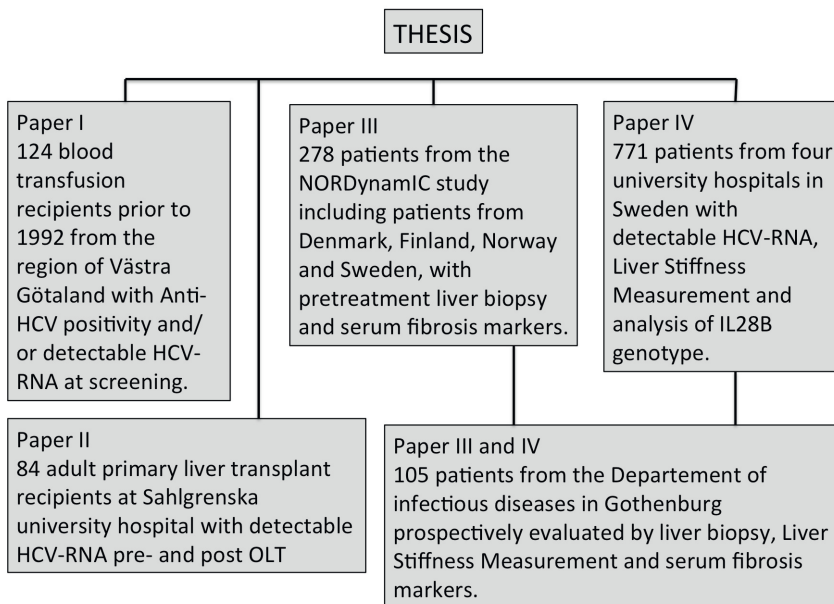 THESIS
Paper I
124 blood
transfusion
recipients prior to
1992 from the
region of Västra
Götaland with Anti-
HCV positivity and/
or detectable HCV-
RNA at screening.
Paper III
278 patients from the
NORDynamIC study
including patients from
Denmark, Finland, Norway
and Sweden, with
pretreatment liver biopsy
and serum fibrosis markers.
Paper IV
771 patients from four
university hospitals in
Sweden with
detectable HCV-RNA,
Liver Stiffness
Measurement and
analysis of IL28B
genotype.
Paper II
84 adult primary liver transplant
recipients at Sahlgrenska
university hospital with detectable
HCV-RNA pre- and post OLT
Paper III and IV
105 patients from the Departement of
infectious diseases in Gothenburg
prospectively evaluated by liver biopsy, Liver
Stiffness Measurement and serum fibrosis
markers.